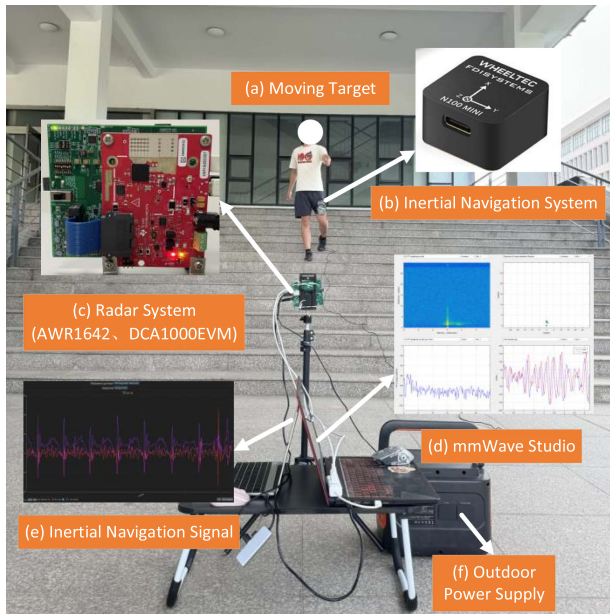 (a) Moving Target
WHEELTEC
FDISYSTEMS
X
Z
Y
N100 MINI
(b) Inertial Navigation System
(c) Radar System
(AWR1642、DCA1000EVM)
(d) mmWave Studio
(e) Inertial Navigation Signal
(f) Outdoor
Power Supply